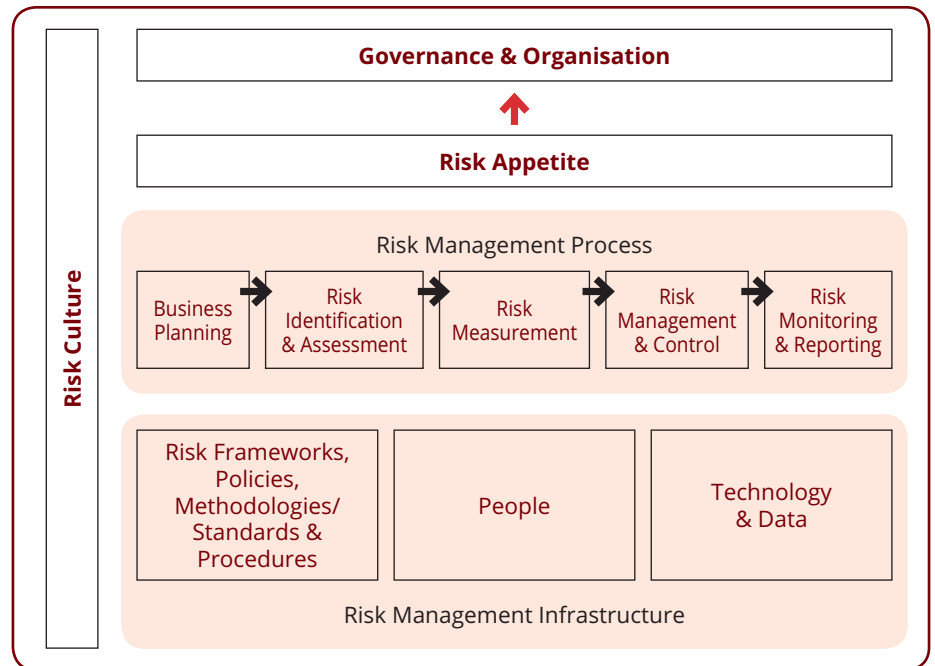 Risk Culture
Governance & Organisation
Risk Appetite
Risk Management Process
Business
Planning
Risk
Identification
& Assessment
Risk
Measurement
Risk
Management
& Control
Risk
Monitoring
& Reporting
Risk Frameworks,
Policies,
Methodologies/
Standards &
Procedures
People
Technology
& Data
Risk Management Infrastructure